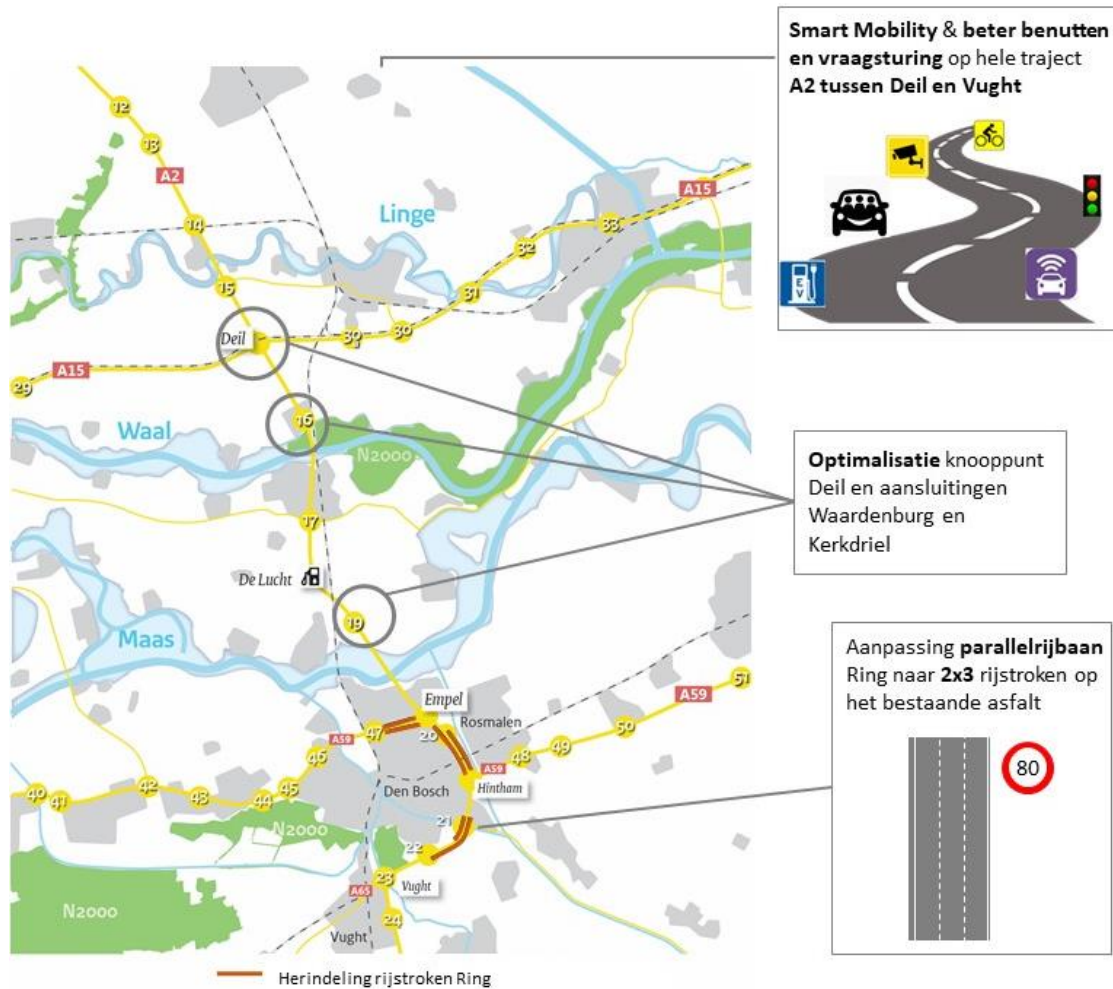 Smart Mobility & beter benutten
en vraagsturing op hele traject
A2 tussen Deil en Vught
EV
12
13
A2
14
Linge
A15
33
32
15
31
Deil
30
30
A15
29
16
Waal
N2000
17
De Lucht
19
Maas
Optimalisatie knooppunt
Deil en aansluitingen
Waardenburg en
Kerkdriel
Aanpassing parallelrijbaan
Ring naar 2x3 rijstroken op
het bestaande asfalt
80
51
A59
Empel
Rosmalen
47
20
50
A59
46
A59
48
49
Hintham
Den Bosch
40
41
42
43
44
45
21
N2000
22
23
Vught
A65
N2000
24
Vught
Herindeling rijstroken Ring